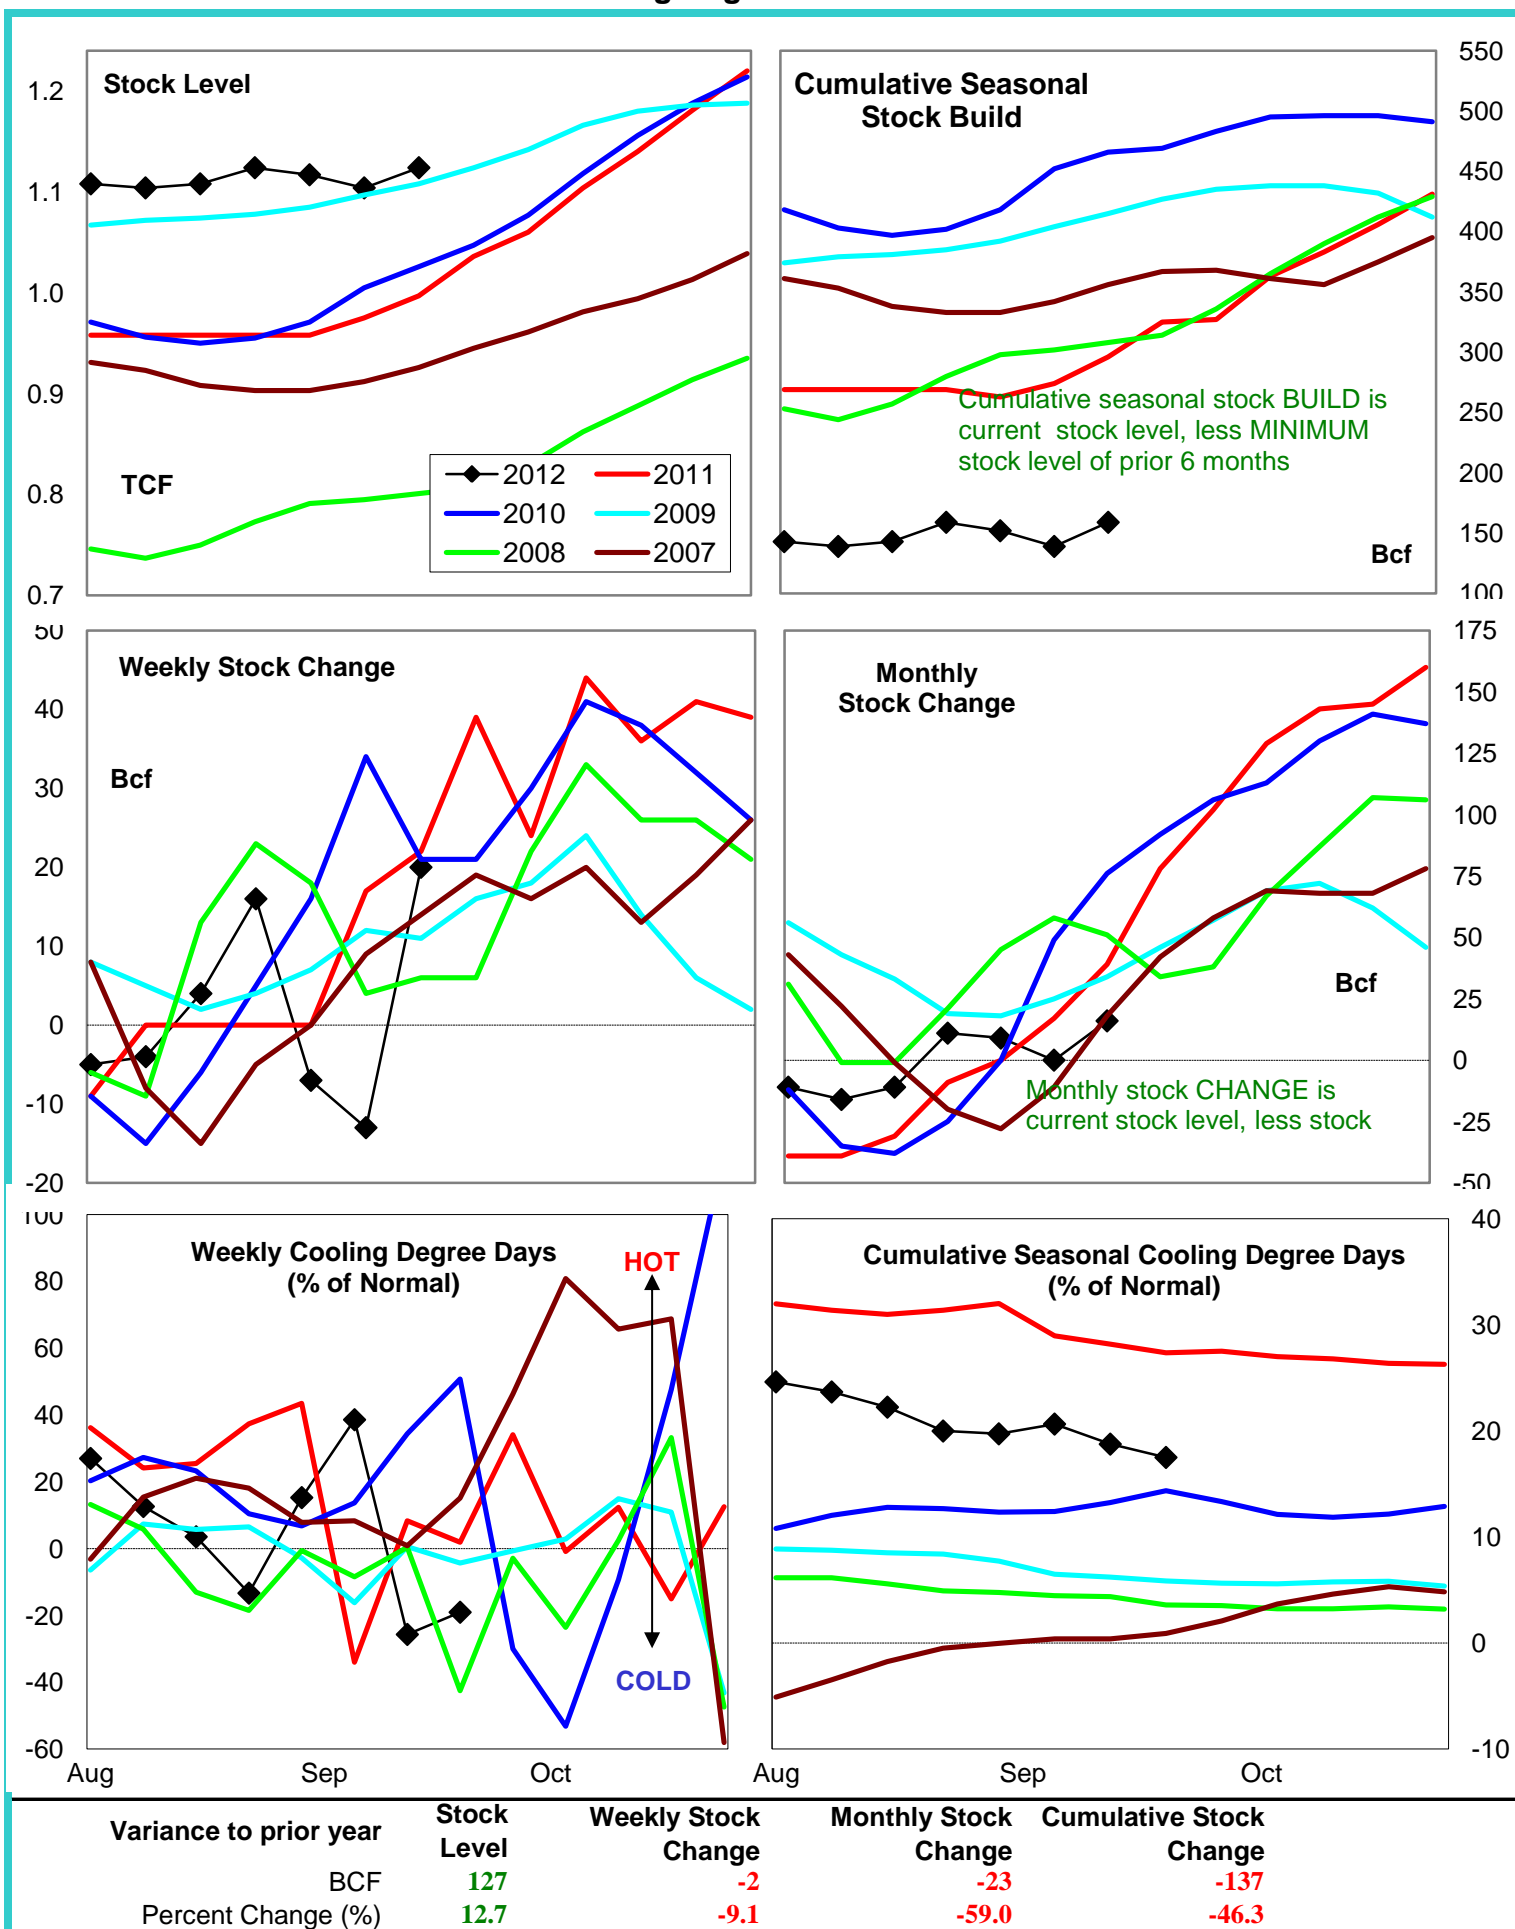 Stock Level
1.2
1.1
1.0
0.9
0.8
0.7
TCF
2012
2011
2010
2009
2008
2007
Cumulative Seasonal
Stock Build
550
500
450
400
350
300
250
200
150
100
Cumulative seasonal stock BUILD is
current stock level, less MINIMUM
stock level of prior 6 months
Bcf
Weekly Stock Change
50
40
30
20
10
0
-10
-20
Bcf
Monthly
Stock Change
175
150
125
100
75
50
25
0
-25
-50
Bcf
Monthly stock CHANGE is
current stock level, less stock
Weekly Cooling Degree Days
(% of Normal)
100
80
60
40
20
0
-20
-40
-60
HOT
COLD
Aug Sep Oct
Cumulative Seasonal Cooling Degree Days
(% of Normal)
40
30
20
10
0
-10
Aug Sep Oct
Variance to prior year
Stock
Level
Weekly Stock
Change
Monthly Stock
Change
Cumulative Stock
Change
BCF 127 -2 -23 -137
Percent Change (%) 12.7 -9.1 -59.0 -46.3